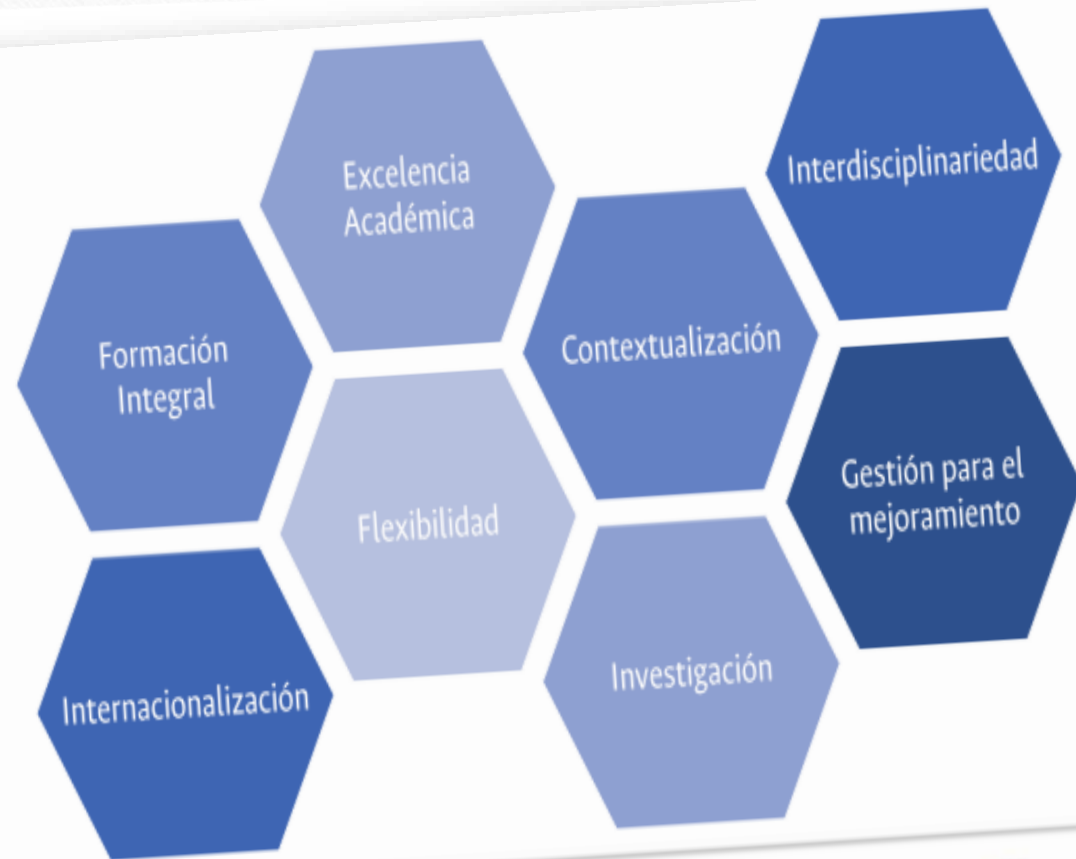 Excelencia
Académica
Interdisciplinariedad
Formación
Integral
Contextualización
Flexibilidad
Gestión para el
mejoramiento
Internacionalización
Investigación